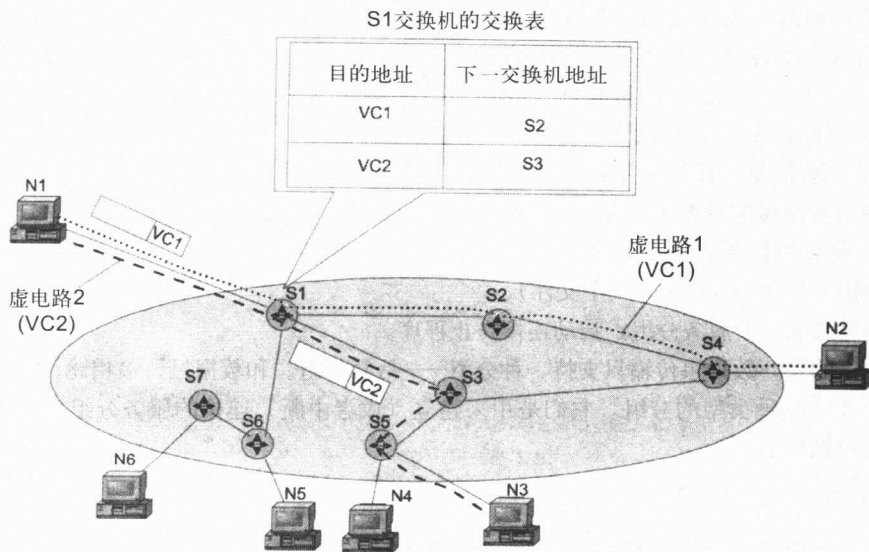 S1交换机的交换表
目的地址 下一交换机地址
VC1 S2
VC2 S3
N1
VC1
虚电路2
(VC2)
虚电路1
(VC1)
S1
S2
N2
S4
VC2
S3
S7
S6
S5
N6
N5
N4
N3